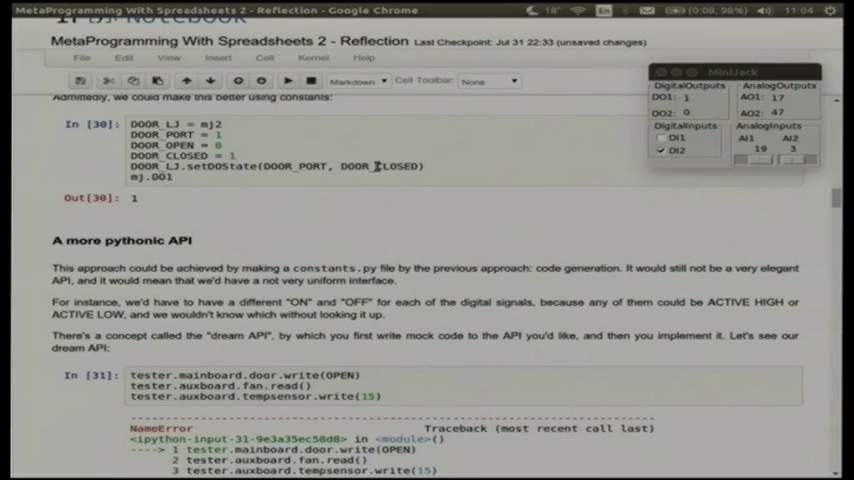 MetaProgramming With Spreadsheets 2 - Reflection - Google Chrome
18° En (0:08, 98%) 11:04
MetaProgramming With Spreadsheets 2 - Reflection Last Checkpoint: Jul 31 22:33 (unsaved changes)
File Edit View Insert Cell Kernel Help
Markdown Cell Toolbar: None
MiniJack
DigitalOutputs AnalogOutputs
DO1: 1 AO1: 17
DO2: 0 AO2: 47
DigitalInputs AnalogInputs
DI1 AI1 AI2
DI2 19 3
Admittedly, we could make this better using constants:
In [30]: DOOR_LJ = mj2
DOOR_PORT = 1
DOOR_OPEN = 0
DOOR_CLOSED = 1
DOOR_LJ.setDOState(DOOR_PORT, DOOR_CLOSED)
mj.DO1
Out[30]: 1
A more pythonic API
This approach could be achieved by making a constants.py file by the previous approach: code generation. It would still not be a very elegant
API, and it would mean that we'd have a not very uniform interface.
For instance, we'd have to have a different "ON" and "OFF" for each of the digital signals, because any of them could be ACTIVE HIGH or
ACTIVE LOW, and we wouldn't know which without looking it up.
There's a concept called the "dream API", by which you first write mock code to the API you'd like, and then you implement it. Let's see our
dream API:
In [31]: tester.mainboard.door.write(OPEN)
tester.auxboard.fan.read()
tester.auxboard.tempsensor.write(15)
---------------------------------------------------------------------------
NameError Traceback (most recent call last)
<ipython-input-31-9e3a35ec58d8> in <module>()
----> 1 tester.mainboard.door.write(OPEN)
2 tester.auxboard.fan.read()
3 tester.auxboard.tempsensor.write(15)